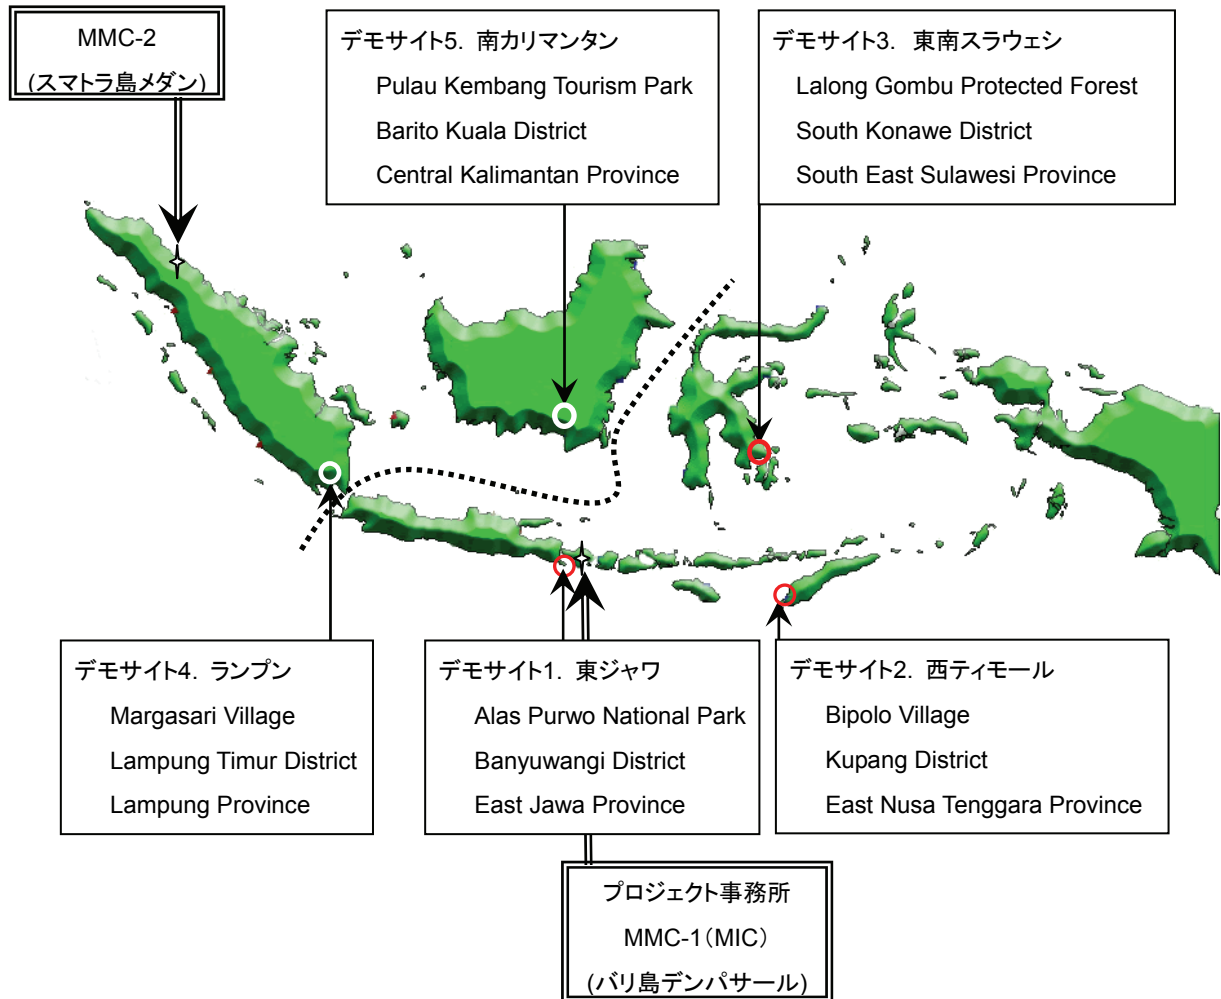 MMC-2
(スマトラ島メダン)
デモサイト5. 南カリマンタン
Pulau Kembang Tourism Park
Barito Kuala District
Central Kalimantan Province
デモサイト3. 東南スラウェシ
Lalong Gombu Protected Forest
South Konawe District
South East Sulawesi Province
デモサイト4. ランプン
Margasari Village
Lampung Timur District
Lampung Province
デモサイト1. 東ジャワ
Alas Purwo National Park
Banyuwangi District
East Jawa Province
デモサイト2. 西ティモール
Bipolo Village
Kupang District
East Nusa Tenggara Province
プロジェクト事務所
MMC-1(MIC)
(バリ島デンパサール)